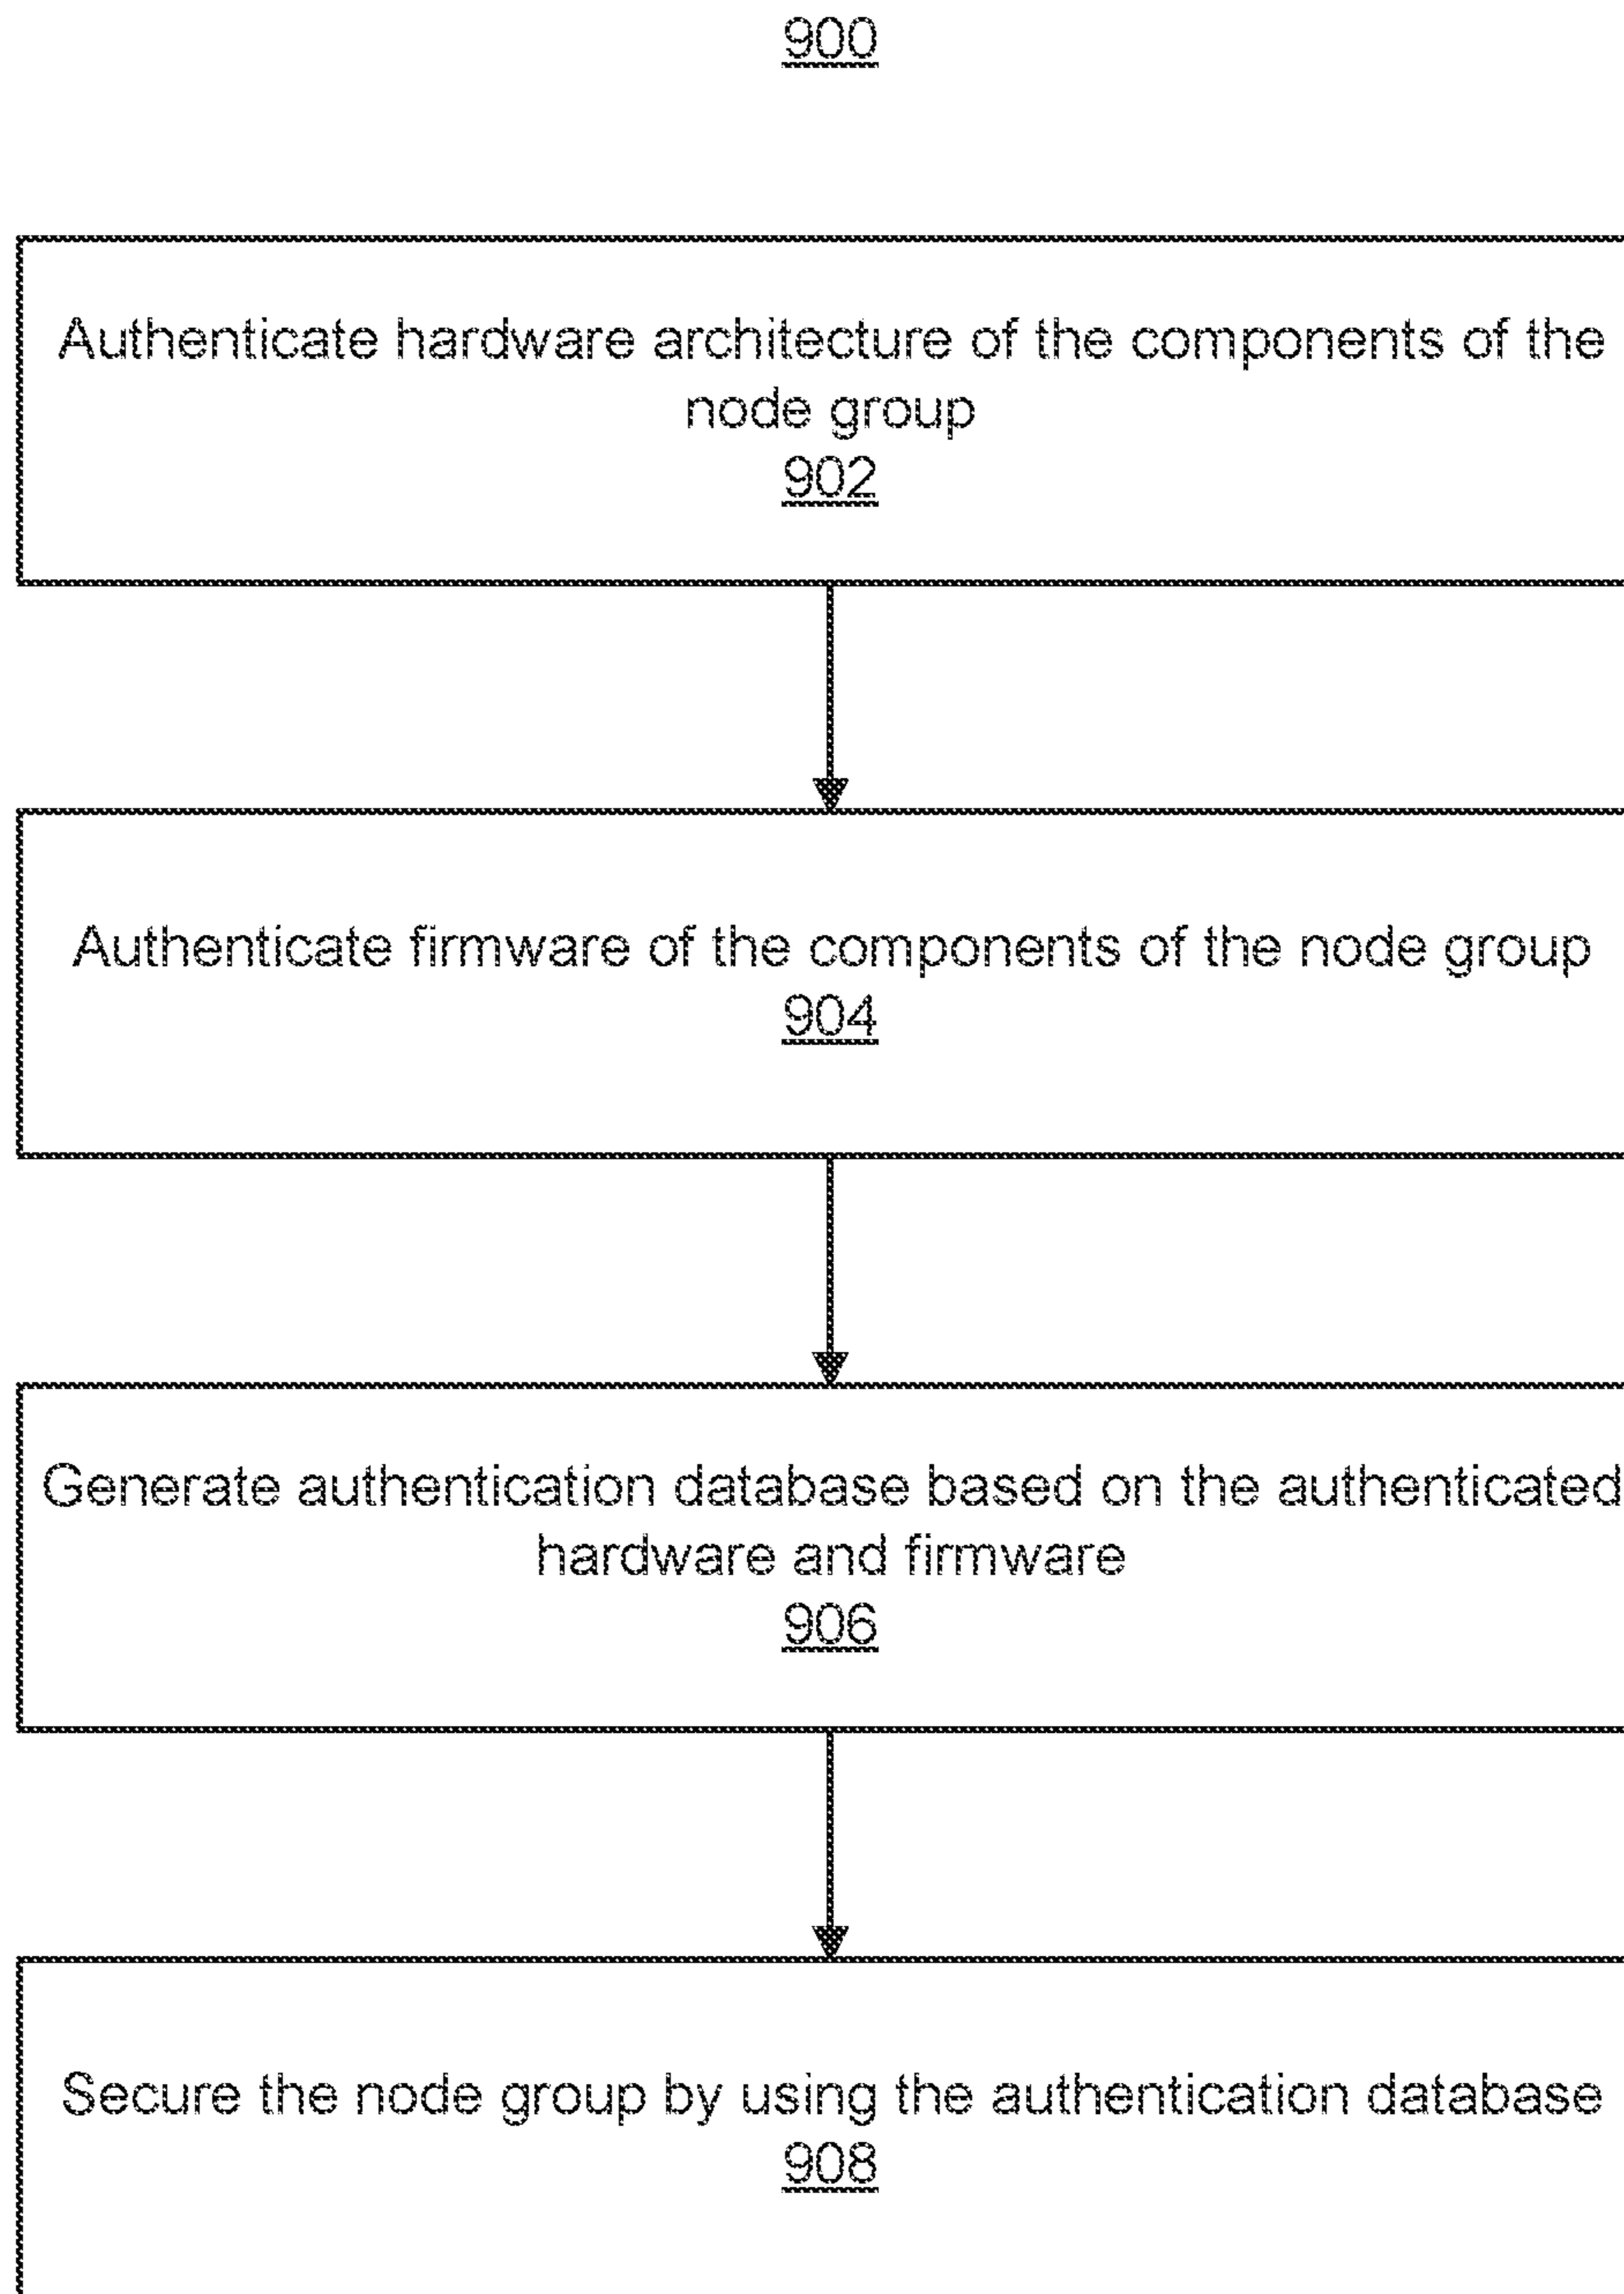 900
Authenticate hardware architecture of the components of the
node group
902
Authenticate firmware of the components of the node group
904
Generate authentication database based on the authenticated
hardware and firmware
906
Secure the node group by using the authentication database
908